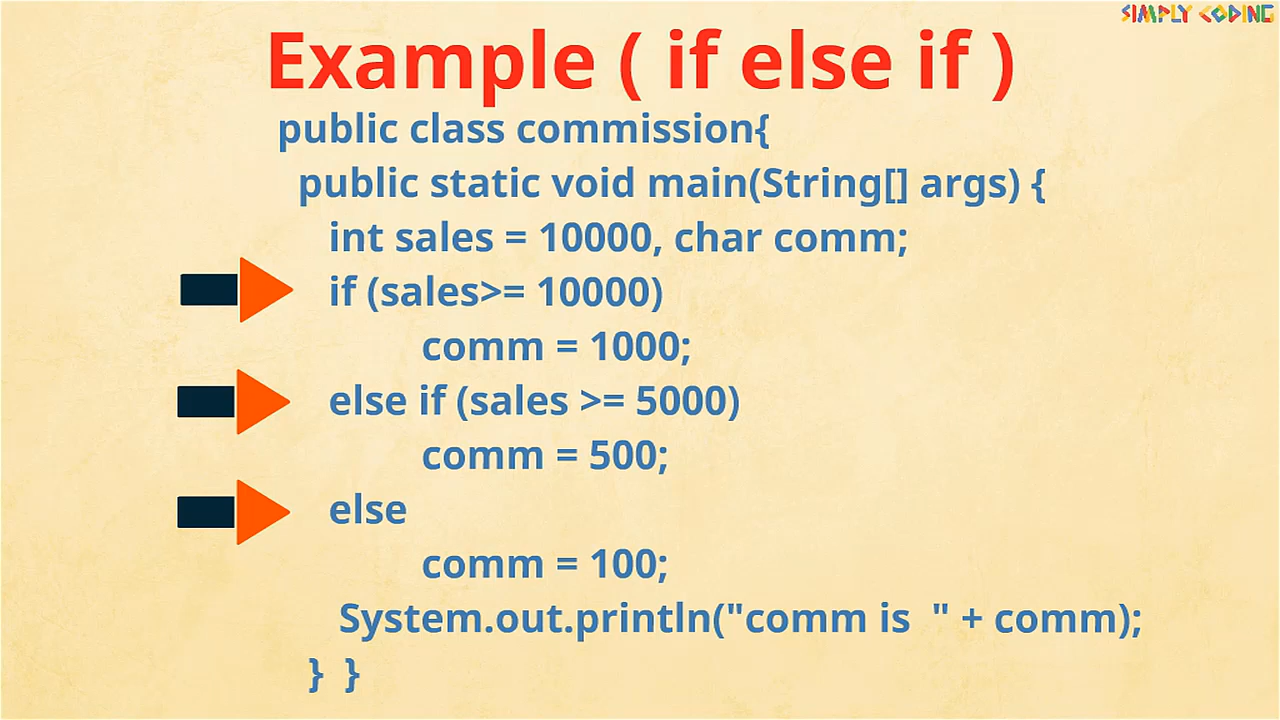 SIMPLY CODING
Example ( if else if )
public class commission{
public static void main(String[] args) {
int sales = 10000, char comm;
if (sales>= 10000)
comm = 1000;
else if (sales >= 5000)
comm = 500;
else
comm = 100;
System.out.println("comm is  " + comm);
}  }